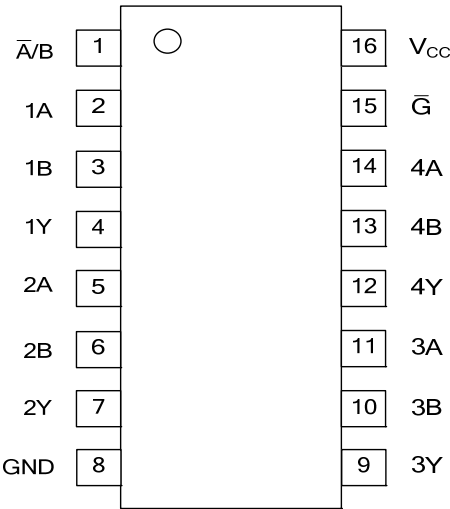 A̅/B 1 16 VCC
1A 2 15 G̅
1B 3 14 4A
1Y 4 13 4B
2A 5 12 4Y
2B 6 11 3A
2Y 7 10 3B
GND 8 9 3Y